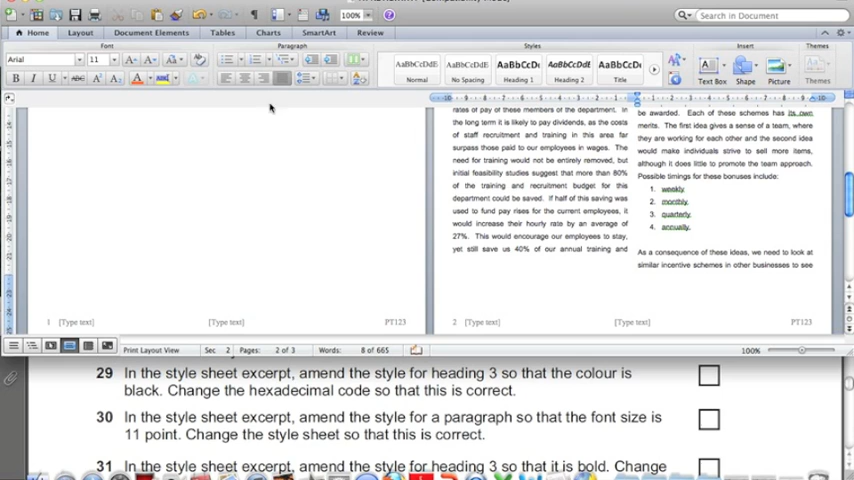 100%
Search in Document
Home
Layout
Document Elements
Tables
Charts
SmartArt
Review
Font
Paragraph
Styles
Insert
Themes
Arial
11
AaBbCcDdE
Normal
AaBbCcDdE
No Spacing
AaBbCcDc
Heading 1
AaBbCcDdE
Heading 2
AaBbCcDc
Title
Text Box
Shape
Picture
Themes
rates of pay of these members of the department. In
the long term it is likely to pay dividends, as the costs
of staff recruitment and training in this area far
surpass those paid to our employees in wages. The
need for training would not be entirely removed, but
initial feasibility studies suggest that more than 80%
of the training and recruitment budget for this
department could be saved. If half of this saving was
used to fund pay rises for the current employees, it
would increase their hourly rate by an average of
27%. This would encourage our employees to stay,
yet still save us 40% of our annual training and
be awarded. Each of these schemes has its own
merits. The first idea gives a sense of a team, where
they are working for each other and the second idea
would make individuals strive to sell more items,
although it does little to promote the team approach.
Possible timings for these bonuses include:
1. weekly
2. monthly
3. quarterly
4. annually.
As a consequence of these ideas, we need to look at
similar incentive schemes in other businesses to see
1 [Type text] [Type text] PT123
2 [Type text] [Type text] PT123
Print Layout View Sec 2 Pages: 2 of 3 Words: 8 of 665 100%
29 In the style sheet excerpt, amend the style for heading 3 so that the colour is
black. Change the hexadecimal code so that this is correct.
30 In the style sheet excerpt, amend the style for a paragraph so that the font size is
11 point. Change the style sheet so that this is correct.
31 In the style sheet excerpt, amend the style for heading 3 so that it is bold. Change